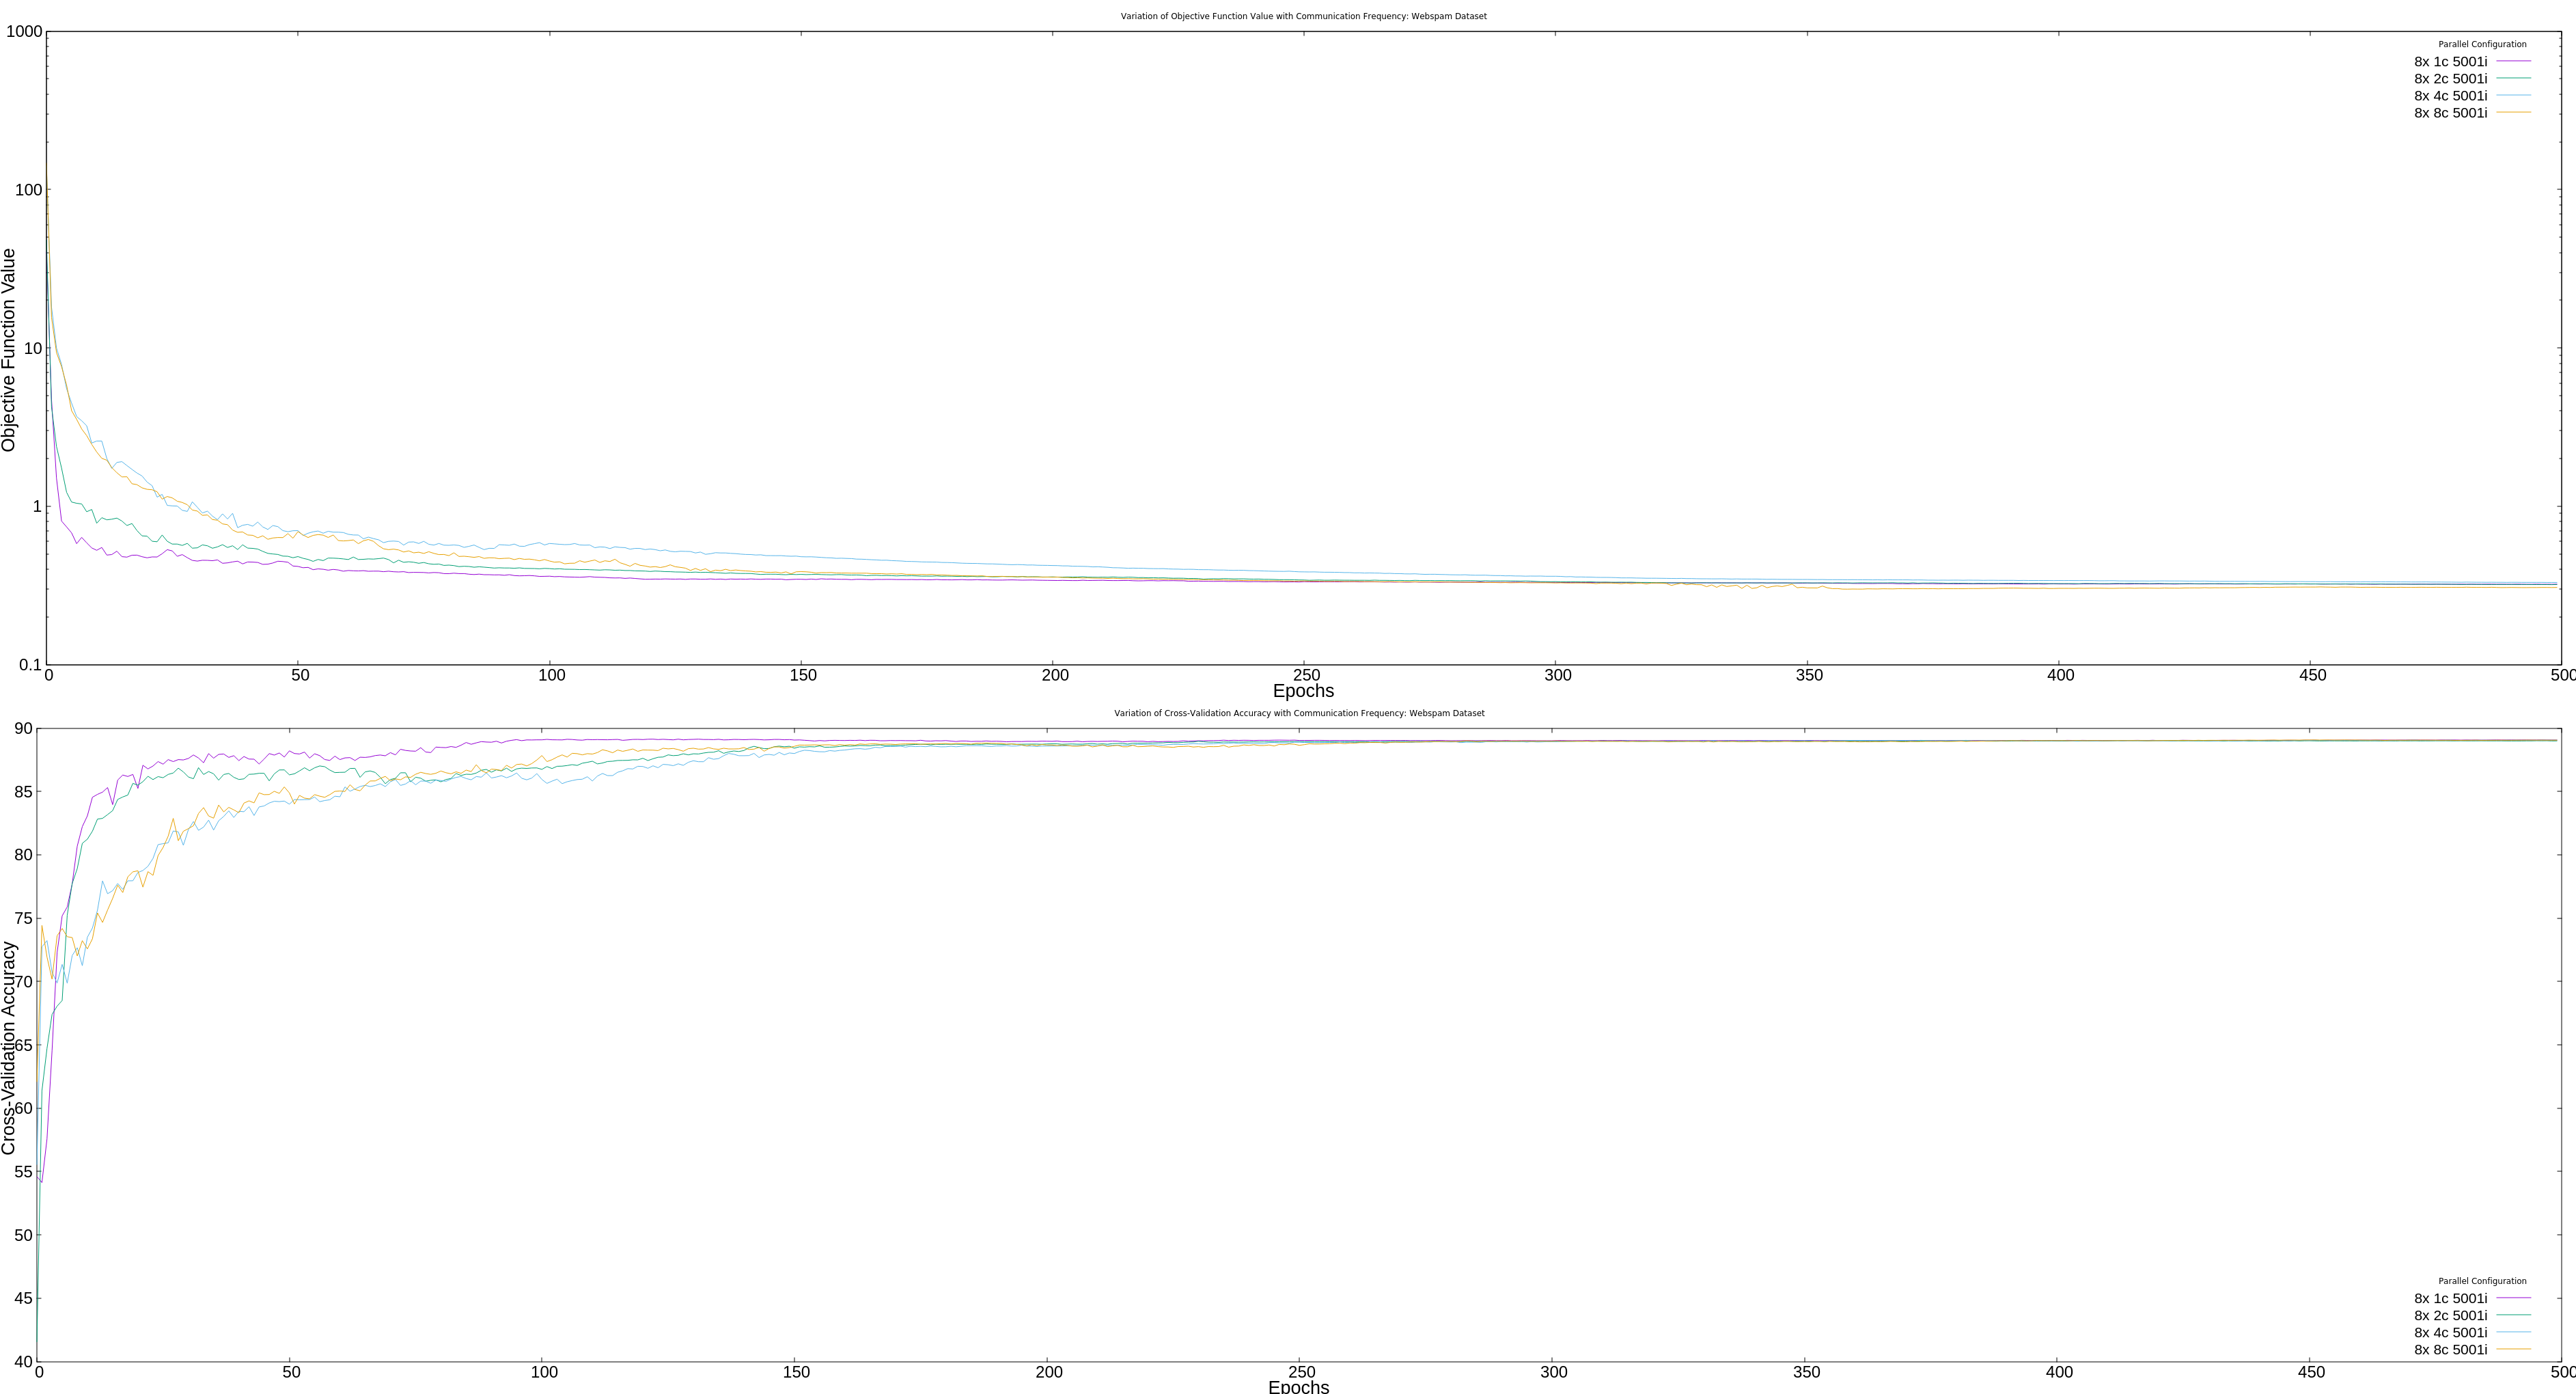 Variation of Objective Function Value with Communication Frequency: Webspam Dataset
1000
100
10
1
0.1
Objective Function Value
Parallel Configuration
8x 1c 5001i
8x 2c 5001i
8x 4c 5001i
8x 8c 5001i
0 50 100 150 200 250 300 350 400 450 500
Epochs
Variation of Cross-Validation Accuracy with Communication Frequency: Webspam Dataset
90
85
80
75
70
65
60
55
50
45
40
Cross-Validation Accuracy
Parallel Configuration
8x 1c 5001i
8x 2c 5001i
8x 4c 5001i
8x 8c 5001i
0 50 100 150 200 250 300 350 400 450 500
Epochs